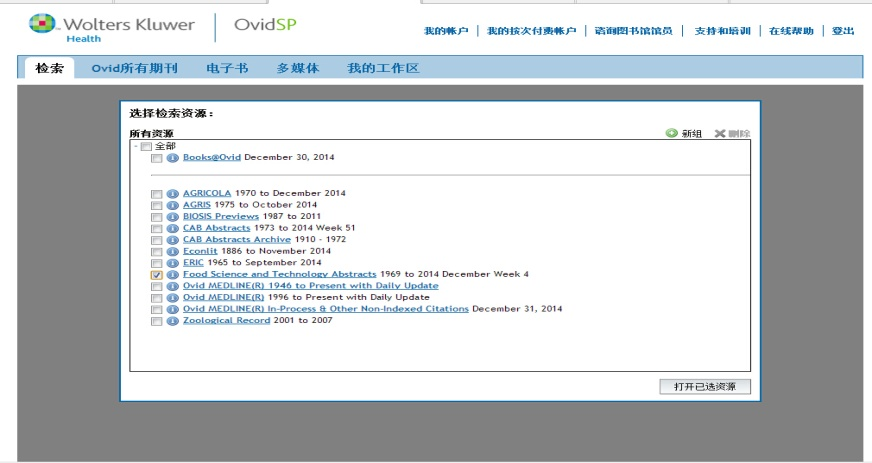 Wolters Kluwer
Health
OvidSP
我的帐户 | 我的按次付费帐户 | 咨询图书馆馆员 | 支持和培训 | 在线帮助 | 登出
检索 Ovid所有期刊 电子书 多媒体 我的工作区
选择检索资源：
所有资源 新组 删除
全部
Books@Ovid December 30, 2014
AGRICOLA 1970 to December 2014
AGRIS 1975 to October 2014
BIOSIS Previews 1987 to 2011
CAB Abstracts 1973 to 2014 Week 51
CAB Abstracts Archive 1910 - 1972
Econlit 1886 to November 2014
ERIC 1965 to September 2014
Food Science and Technology Abstracts 1969 to 2014 December Week 4
Ovid MEDLINE(R) 1946 to Present with Daily Update
Ovid MEDLINE(R) 1996 to Present with Daily Update
Ovid MEDLINE(R) In-Process & Other Non-Indexed Citations December 31, 2014
Zoological Record 2001 to 2007
打开已选资源